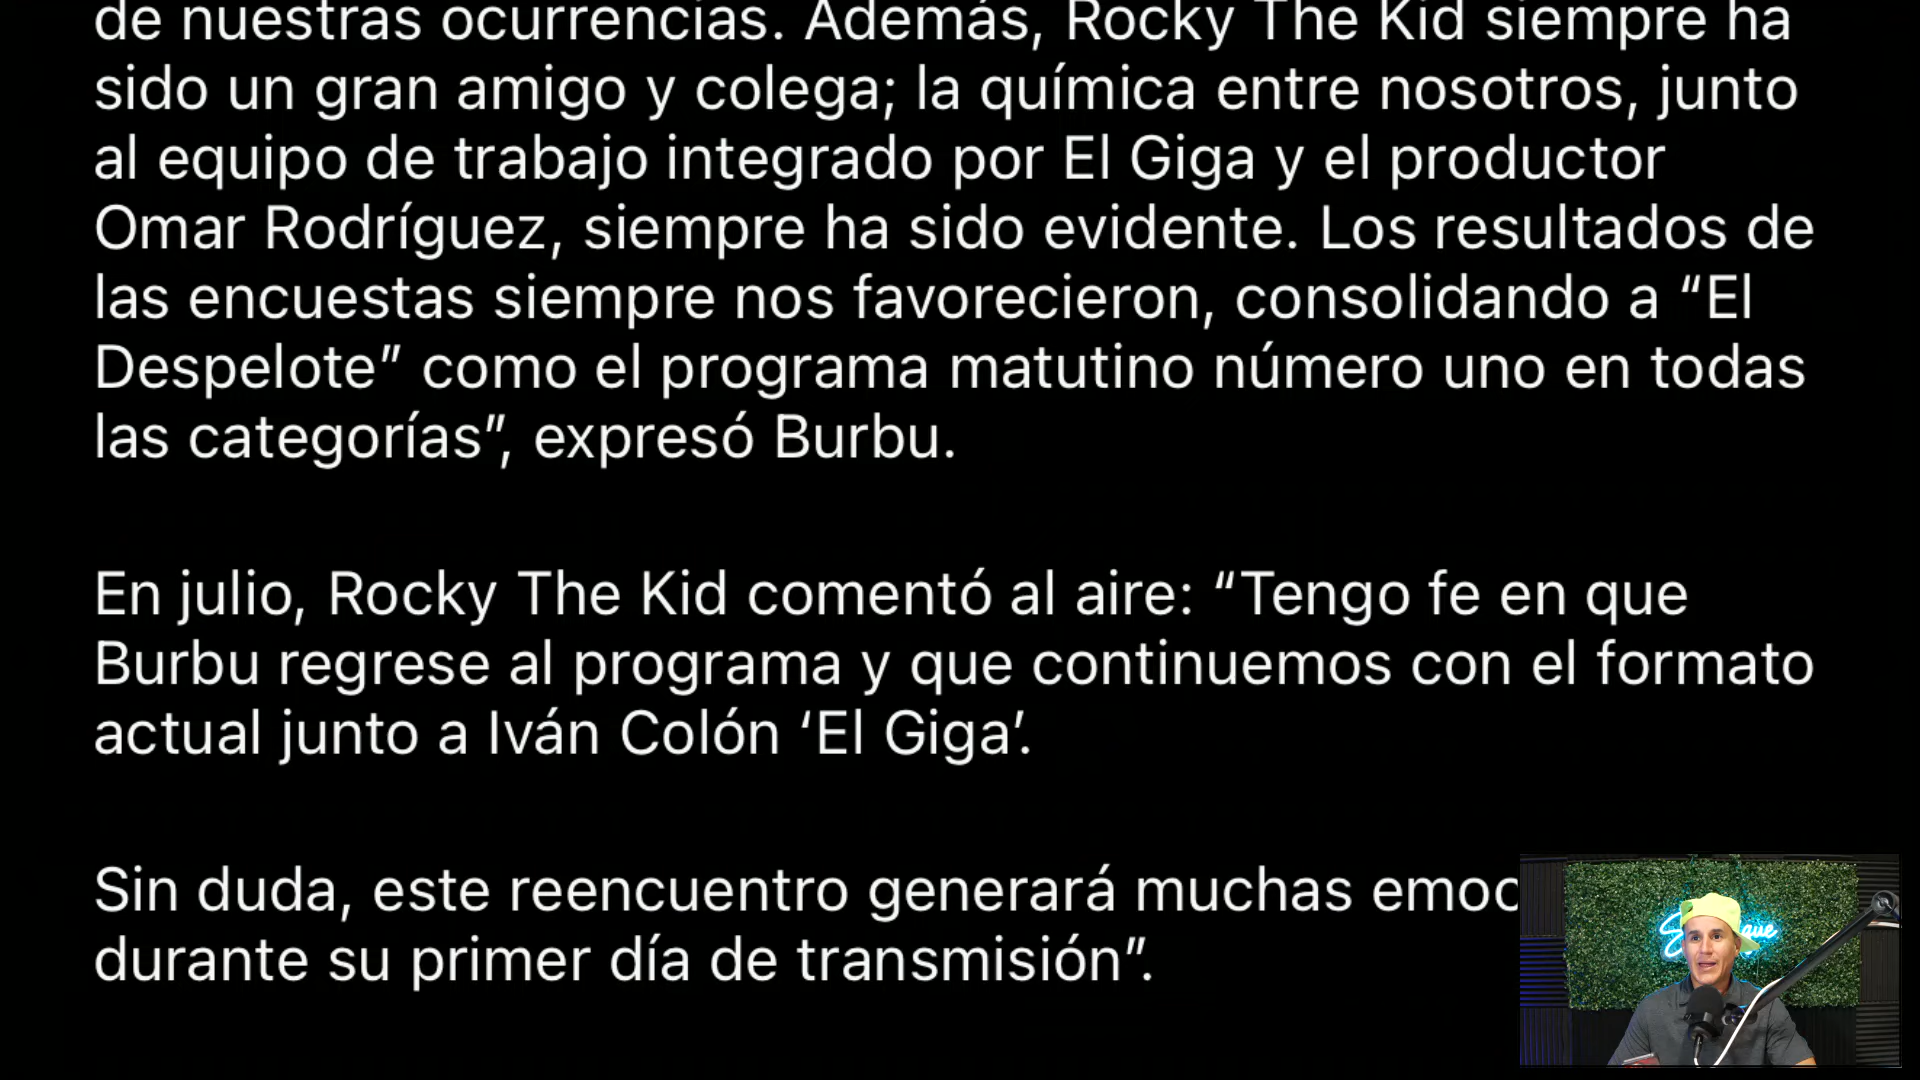 de nuestras ocurrencias. Además, Rocky The Kid siempre ha
sido un gran amigo y colega; la química entre nosotros, junto
al equipo de trabajo integrado por El Giga y el productor
Omar Rodríguez, siempre ha sido evidente. Los resultados de
las encuestas siempre nos favorecieron, consolidando a “El
Despelote” como el programa matutino número uno en todas
las categorías”, expresó Burbu.
En julio, Rocky The Kid comentó al aire: “Tengo fe en que
Burbu regrese al programa y que continuemos con el formato
actual junto a Iván Colón ‘El Giga’.
Sin duda, este reencuentro generará muchas
durante su primer día de transmisión”.